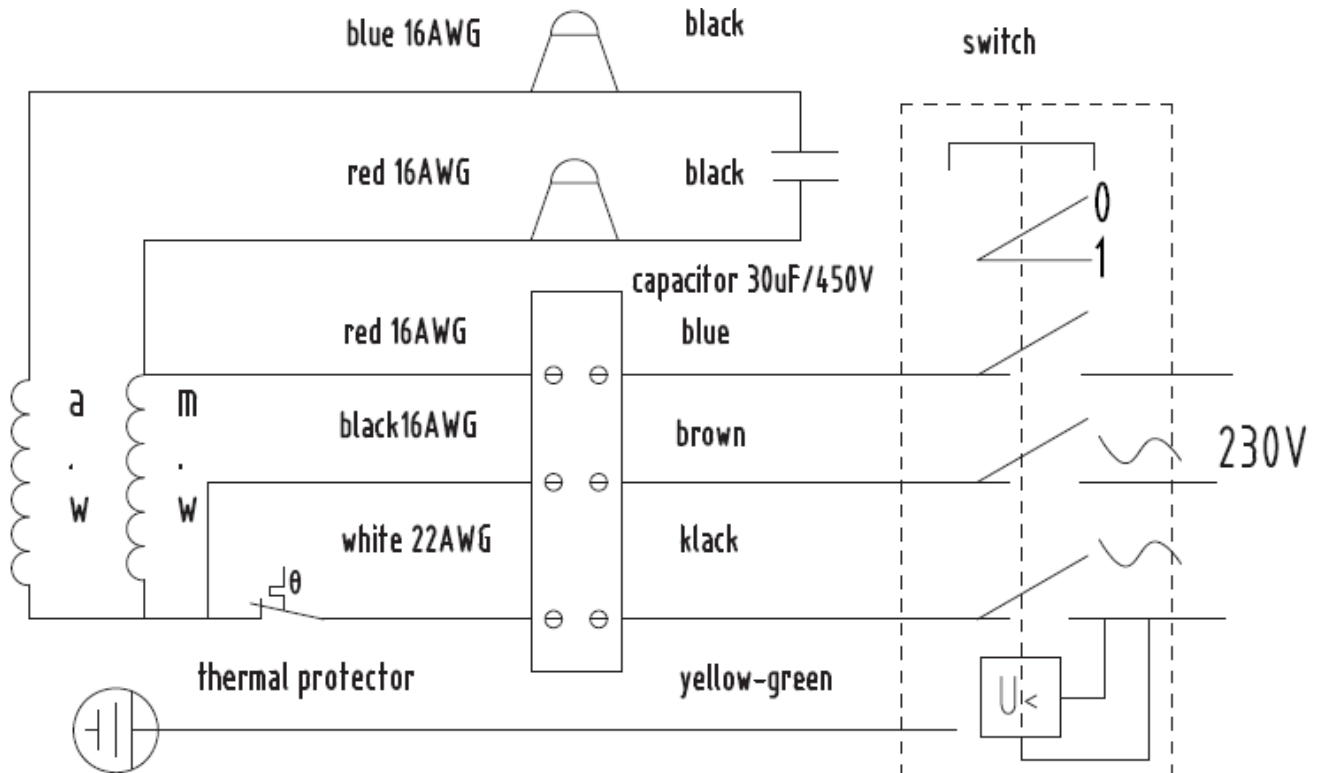 blue 16AWG black switch
red 16AWG black
0
1
capacitor 30uF/450V
red 16AWG blue
a.w m.w
black16AWG brown
230V
white 22AWG klack
θ
thermal protector yellow-green
U<